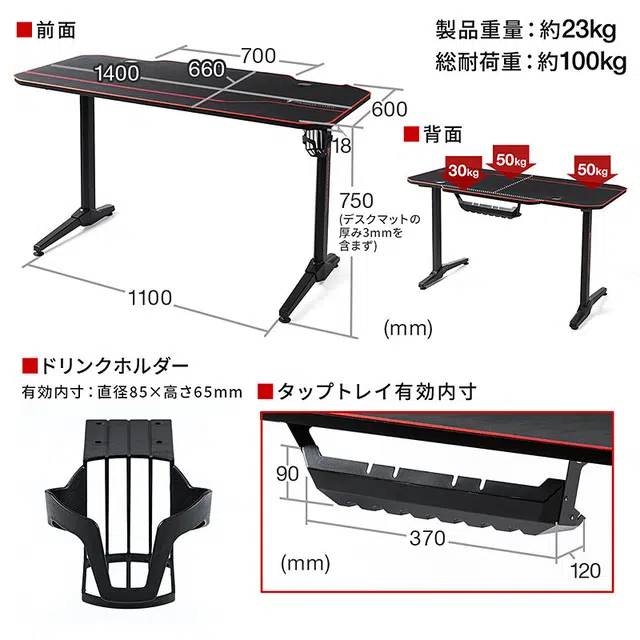 ■前面
製品重量：約23kg
総耐荷重：約100kg
700
1400
660
600
18
750
(デスクマットの
厚み3mmを
含まず)
1100
■背面
30kg
50kg
50kg
(mm)
■ドリンクホルダー
有効内寸：直径85×高さ65mm
■タップトレイ有効内寸
90
370
120
(mm)